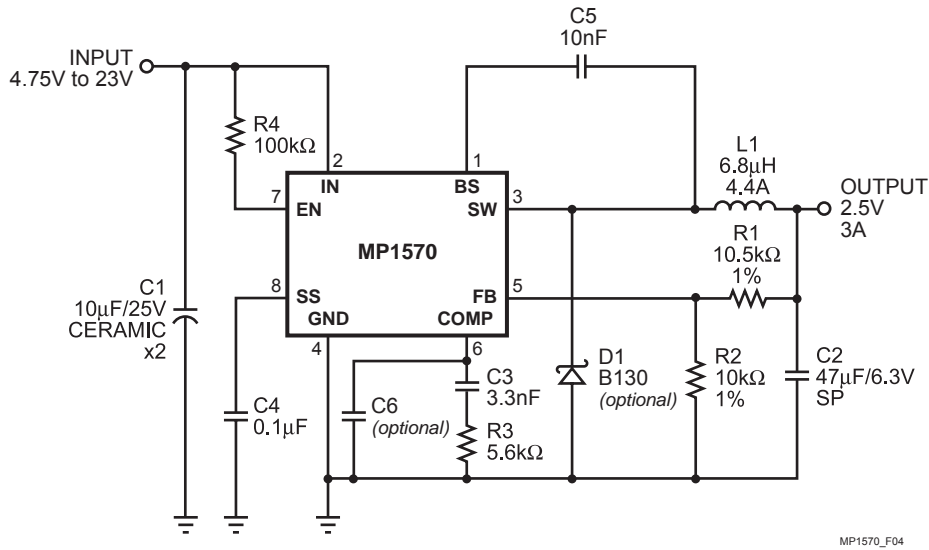 C5
10nF
INPUT
4.75V to 23V
R4
100kΩ
2
1
L1
6.8µH
4.4A
IN
BS
OUTPUT
2.5V
3A
7
EN
SW
3
R1
10.5kΩ
1%
MP1570
C1
10µF/25V
CERAMIC
x2
8
SS
FB
5
GND
COMP
4
6
D1
B130
(optional)
R2
10kΩ
1%
C2
47µF/6.3V
SP
C3
3.3nF
C4
0.1µF
C6
(optional)
R3
5.6kΩ
MP1570_F04